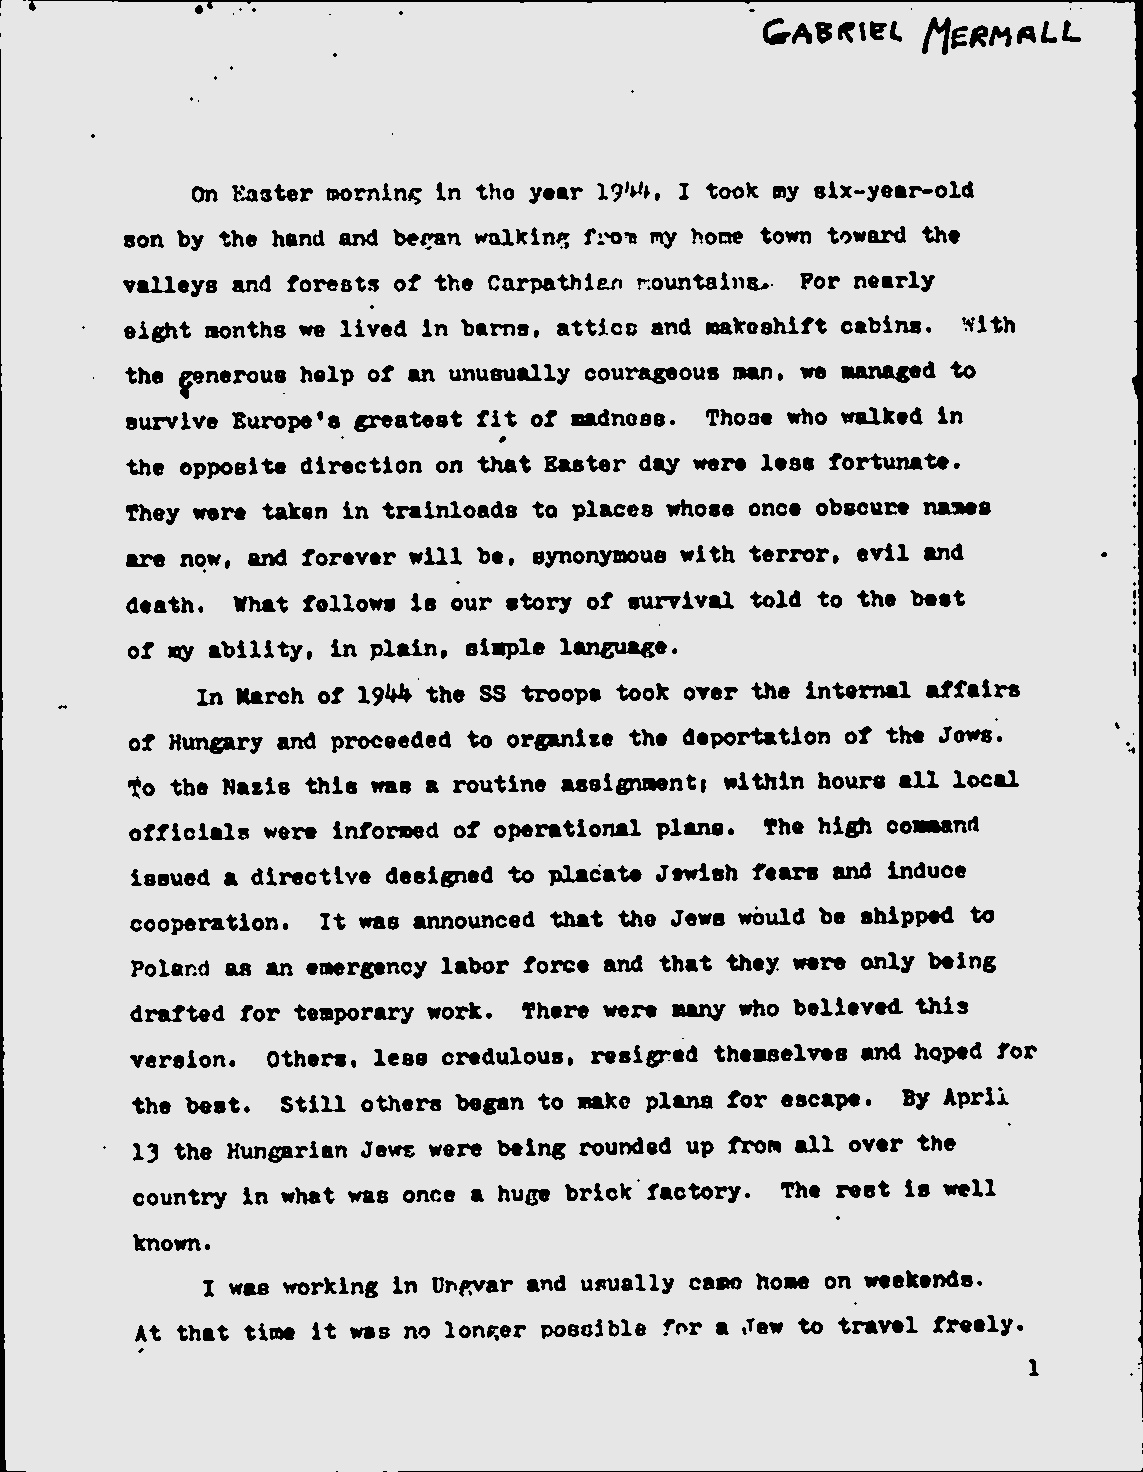 GABRIEL MERMALL
On Easter morning in the year 1944, I took my six-year-old
son by the hand and began walking from my home town toward the
valleys and forests of the Carpathian mountains. For nearly
eight months we lived in barns, attics and makeshift cabins. With
the generous help of an unusually courageous man, we managed to
survive Europe's greatest fit of madness. Those who walked in
the opposite direction on that Easter day were less fortunate.
They were taken in trainloads to places whose once obscure names
are now, and forever will be, synonymous with terror, evil and
death. What follows is our story of survival told to the best
of my ability, in plain, simple language.
In March of 1944 the SS troops took over the internal affairs
of Hungary and proceeded to organize the deportation of the Jews.
To the Nazis this was a routine assignment; within hours all local
officials were informed of operational plans. The high command
issued a directive designed to placate Jewish fears and induce
cooperation. It was announced that the Jews would be shipped to
Poland as an emergency labor force and that they were only being
drafted for temporary work. There were many who believed this
version. Others, less credulous, resigned themselves and hoped for
the best. Still others began to make plans for escape. By April
13 the Hungarian Jews were being rounded up from all over the
country in what was once a huge brick factory. The rest is well
known.
I was working in Ungvar and usually came home on weekends.
At that time it was no longer possible for a Jew to travel freely.
1